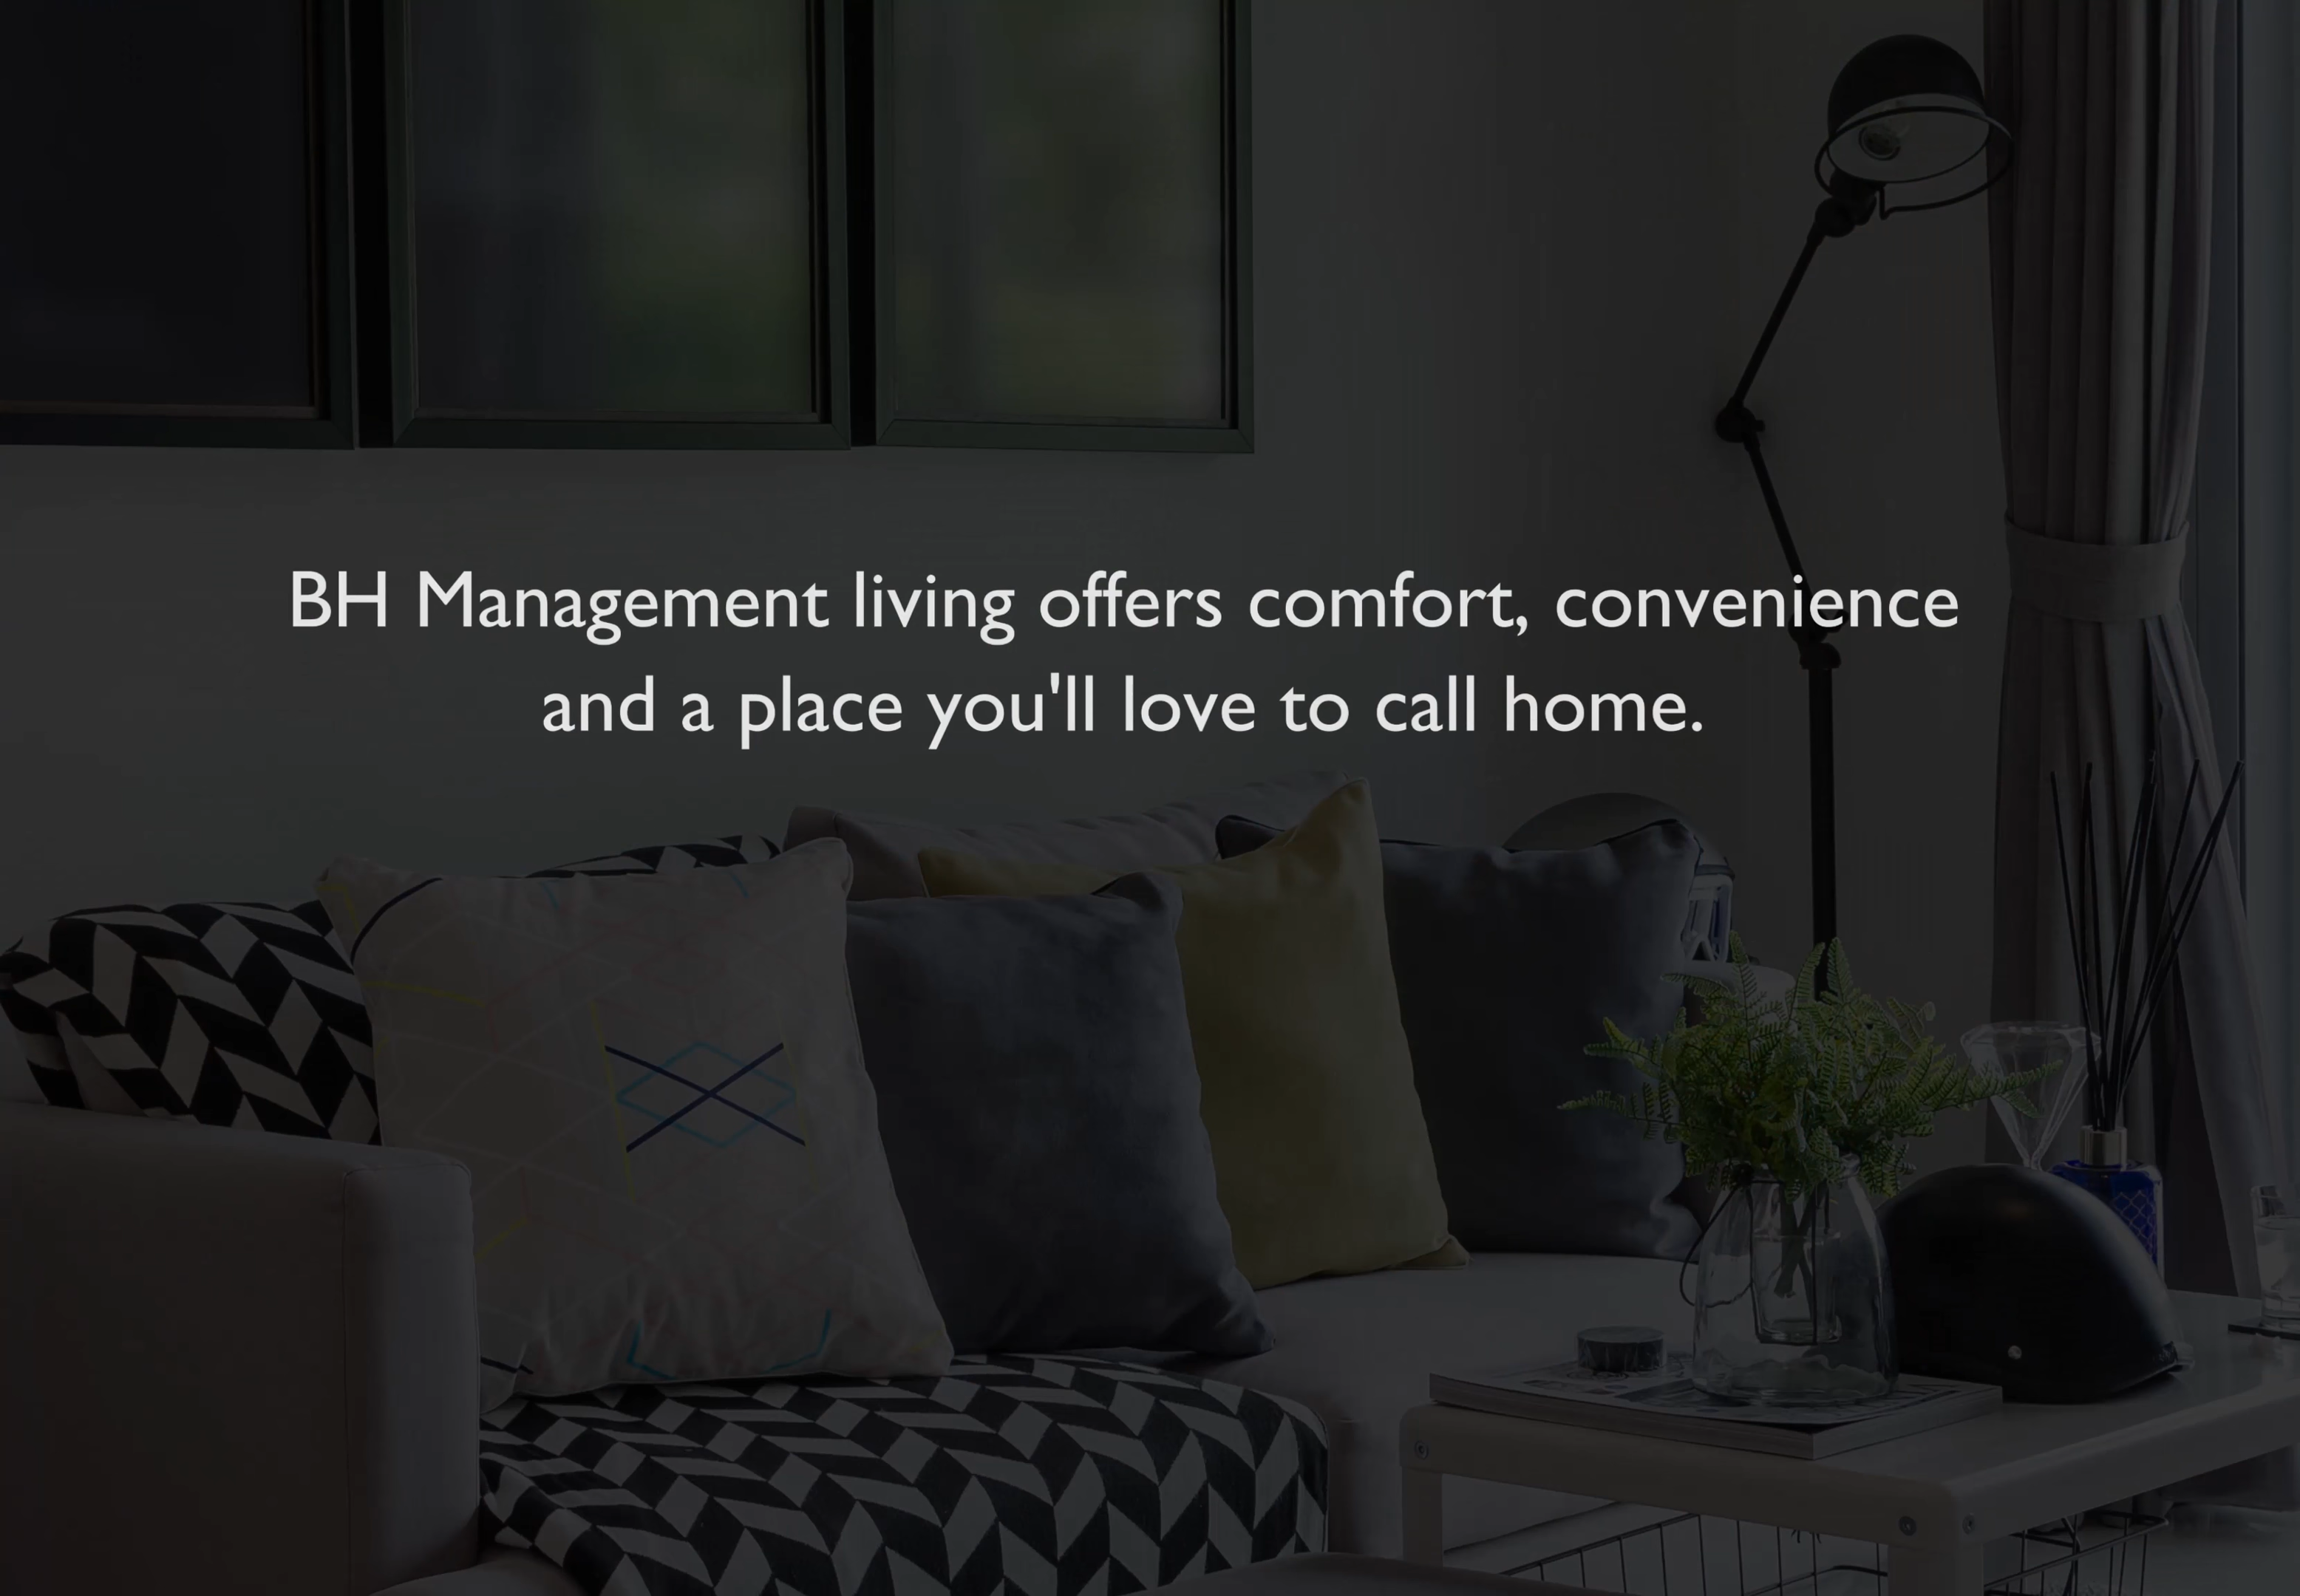 BH Management living offers comfort, convenience
and a place you'll love to call home.